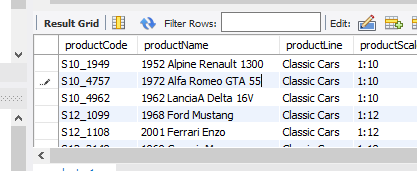 Result Grid Filter Rows: Edit:
productCode productName productLine productScal
S10_1949 1952 Alpine Renault 1300 Classic Cars 1:10
S10_4757 1972 Alfa Romeo GTA 55 Classic Cars 1:10
S10_4962 1962 LanciaA Delta 16V Classic Cars 1:10
S12_1099 1968 Ford Mustang Classic Cars 1:12
S12_1108 2001 Ferrari Enzo Classic Cars 1:12